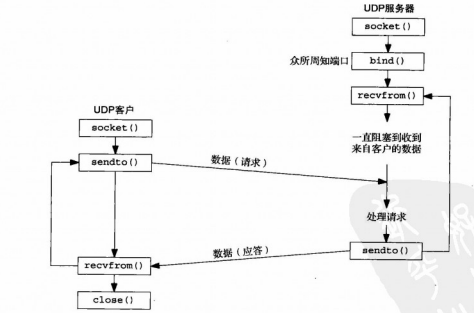 UDP服务器
socket()
众所周知端口
bind()
recvfrom()
一直阻塞到收到
来自客户的数据
UDP客户
socket()
sendto()
数据（请求）
处理请求
sendto()
数据（应答）
recvfrom()
close()